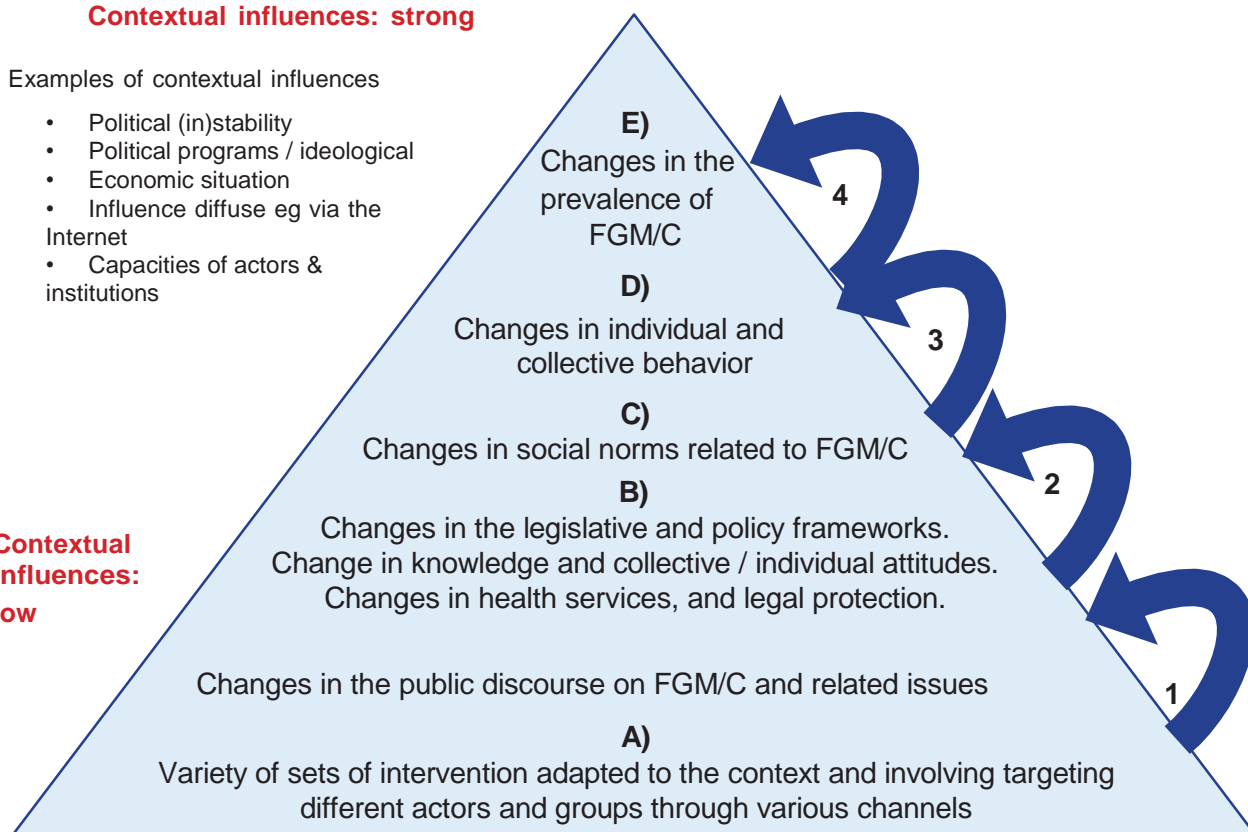 Contextual influences: strong
Examples of contextual influences
• Political (in)stability
• Political programs / ideological
• Economic situation
• Influence diffuse eg via the
Internet
• Capacities of actors &
institutions
E)
Changes in the
prevalence of
FGM/C
4
D)
Changes in individual and
collective behavior
3
C)
Changes in social norms related to FGM/C
2
B)
Changes in the legislative and policy frameworks.
Change in knowledge and collective / individual attitudes.
Changes in health services, and legal protection.
Contextual
nfluences:
ow
Changes in the public discourse on FGM/C and related issues
1
A)
Variety of sets of intervention adapted to the context and involving targeting
different actors and groups through various channels